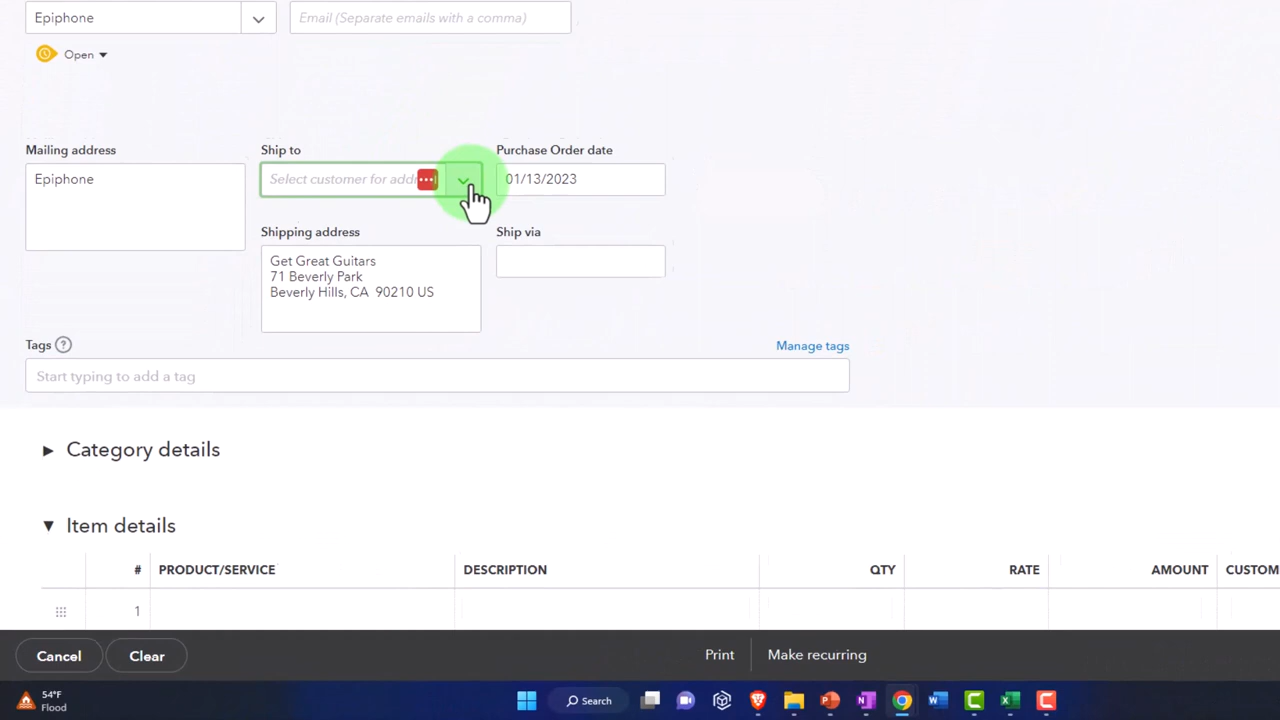 Epiphone
Email (Separate emails with a comma)
Open
Mailing address
Ship to
Purchase Order date
Epiphone
Select customer for addr
01/13/2023
Shipping address
Ship via
Get Great Guitars
71 Beverly Park
Beverly Hills, CA 90210 US
Tags ?
Manage tags
Start typing to add a tag
Category details
Item details
# PRODUCT/SERVICE DESCRIPTION QTY RATE AMOUNT CUSTOM
1
Cancel
Clear
Print
Make recurring
54°F
Flood
Search